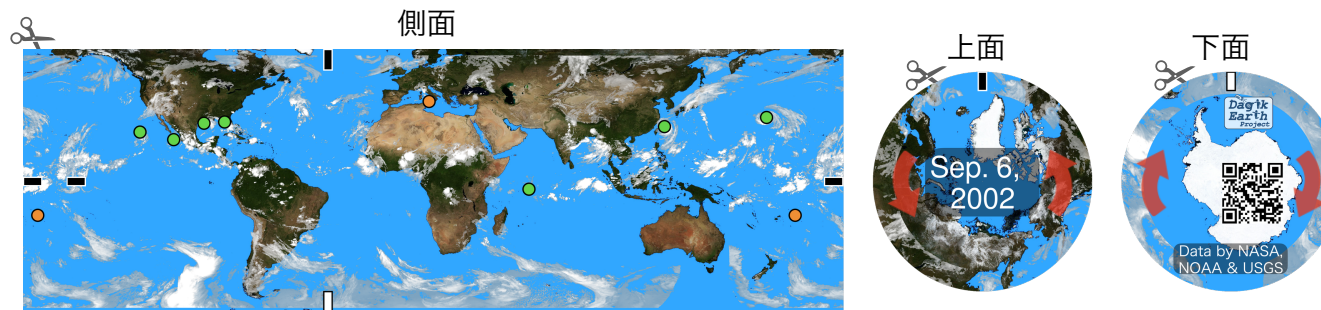 側面
上面
下面
Sep. 6,
2002
Dagik
Earth
Project
Data by NASA,
NOAA & USGS